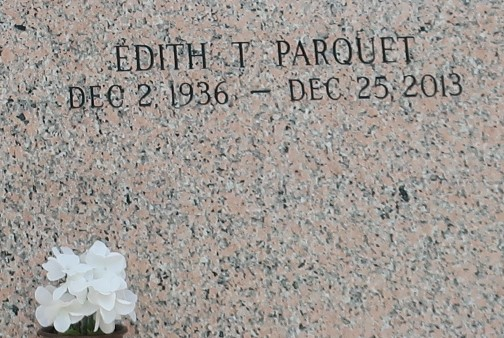 EDITH T PARQUET
DEC 2, 1936 - DEC 25, 2013